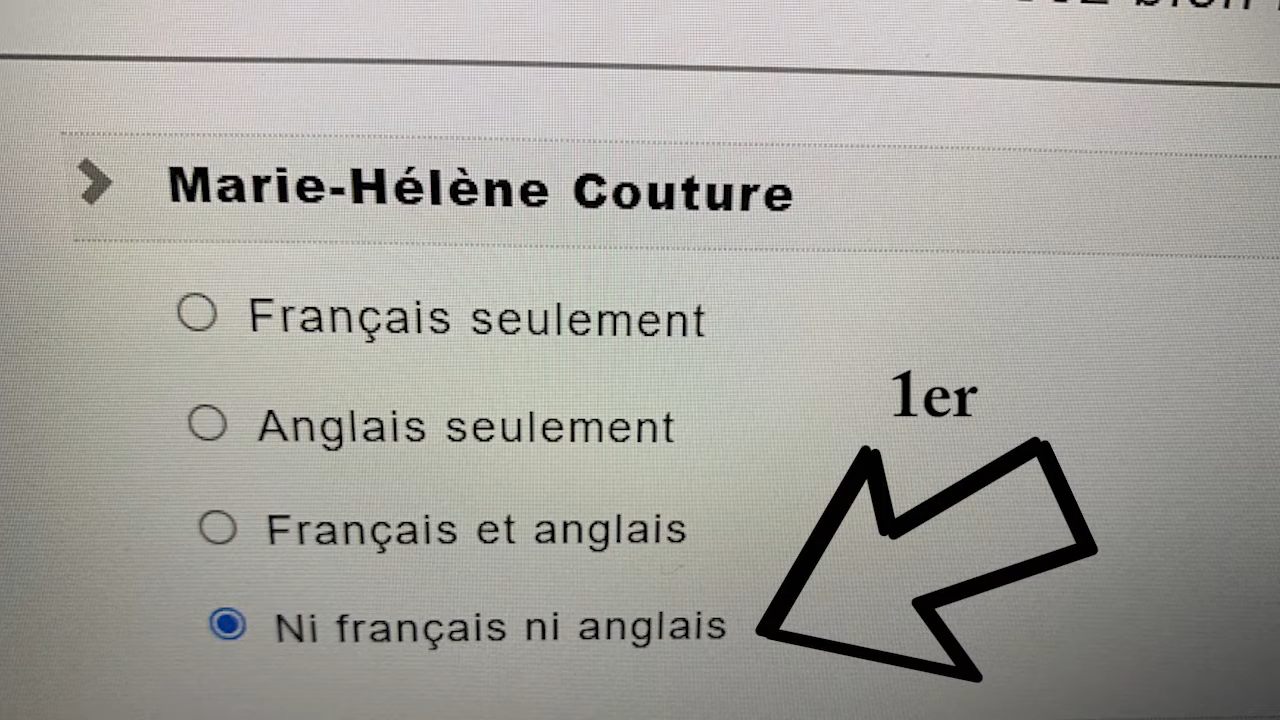 Marie-Hélène Couture
Français seulement
Anglais seulement
1er
Français et anglais
Ni français ni anglais